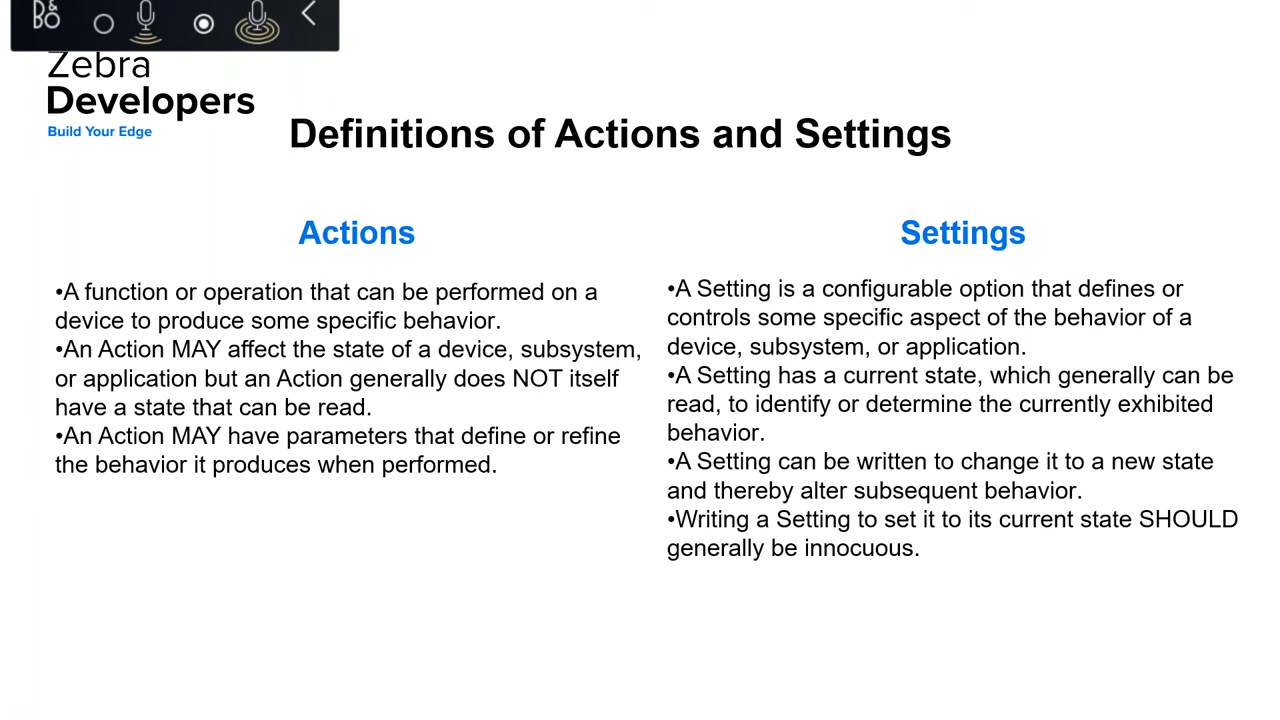 B&O
Zebra
Developers
Build Your Edge
Definitions of Actions and Settings
Actions
•A function or operation that can be performed on a
device to produce some specific behavior.
•An Action MAY affect the state of a device, subsystem,
or application but an Action generally does NOT itself
have a state that can be read.
•An Action MAY have parameters that define or refine
the behavior it produces when performed.
Settings
•A Setting is a configurable option that defines or
controls some specific aspect of the behavior of a
device, subsystem, or application.
•A Setting has a current state, which generally can be
read, to identify or determine the currently exhibited
behavior.
•A Setting can be written to change it to a new state
and thereby alter subsequent behavior.
•Writing a Setting to set it to its current state SHOULD
generally be innocuous.